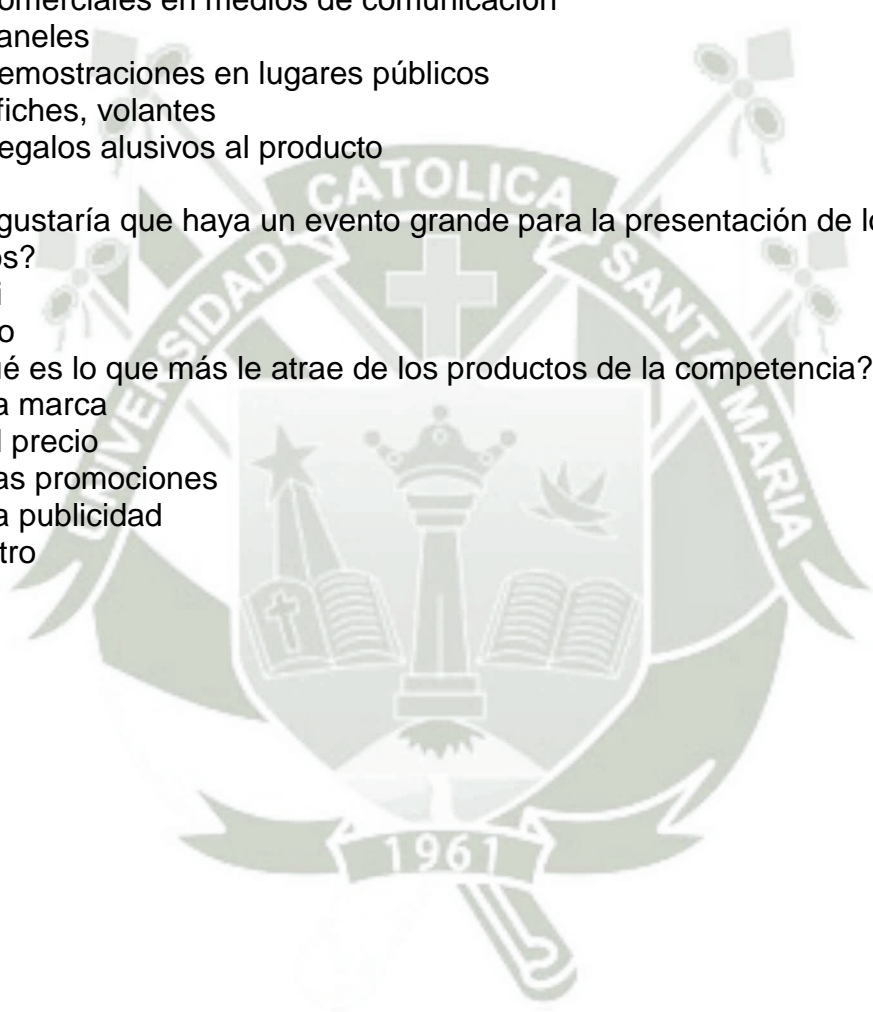 omerciales en medios de comunicación
aneles
emostraciones en lugares públicos
fiches, volantes
egalos alusivos al producto
gustaría que haya un evento grande para la presentación de lo
os?
i
o
ué es lo que más le atrae de los productos de la competencia?
a marca
l precio
as promociones
a publicidad
tro
UNIVERSIDAD CATOLICA SANTA MARIA
1961